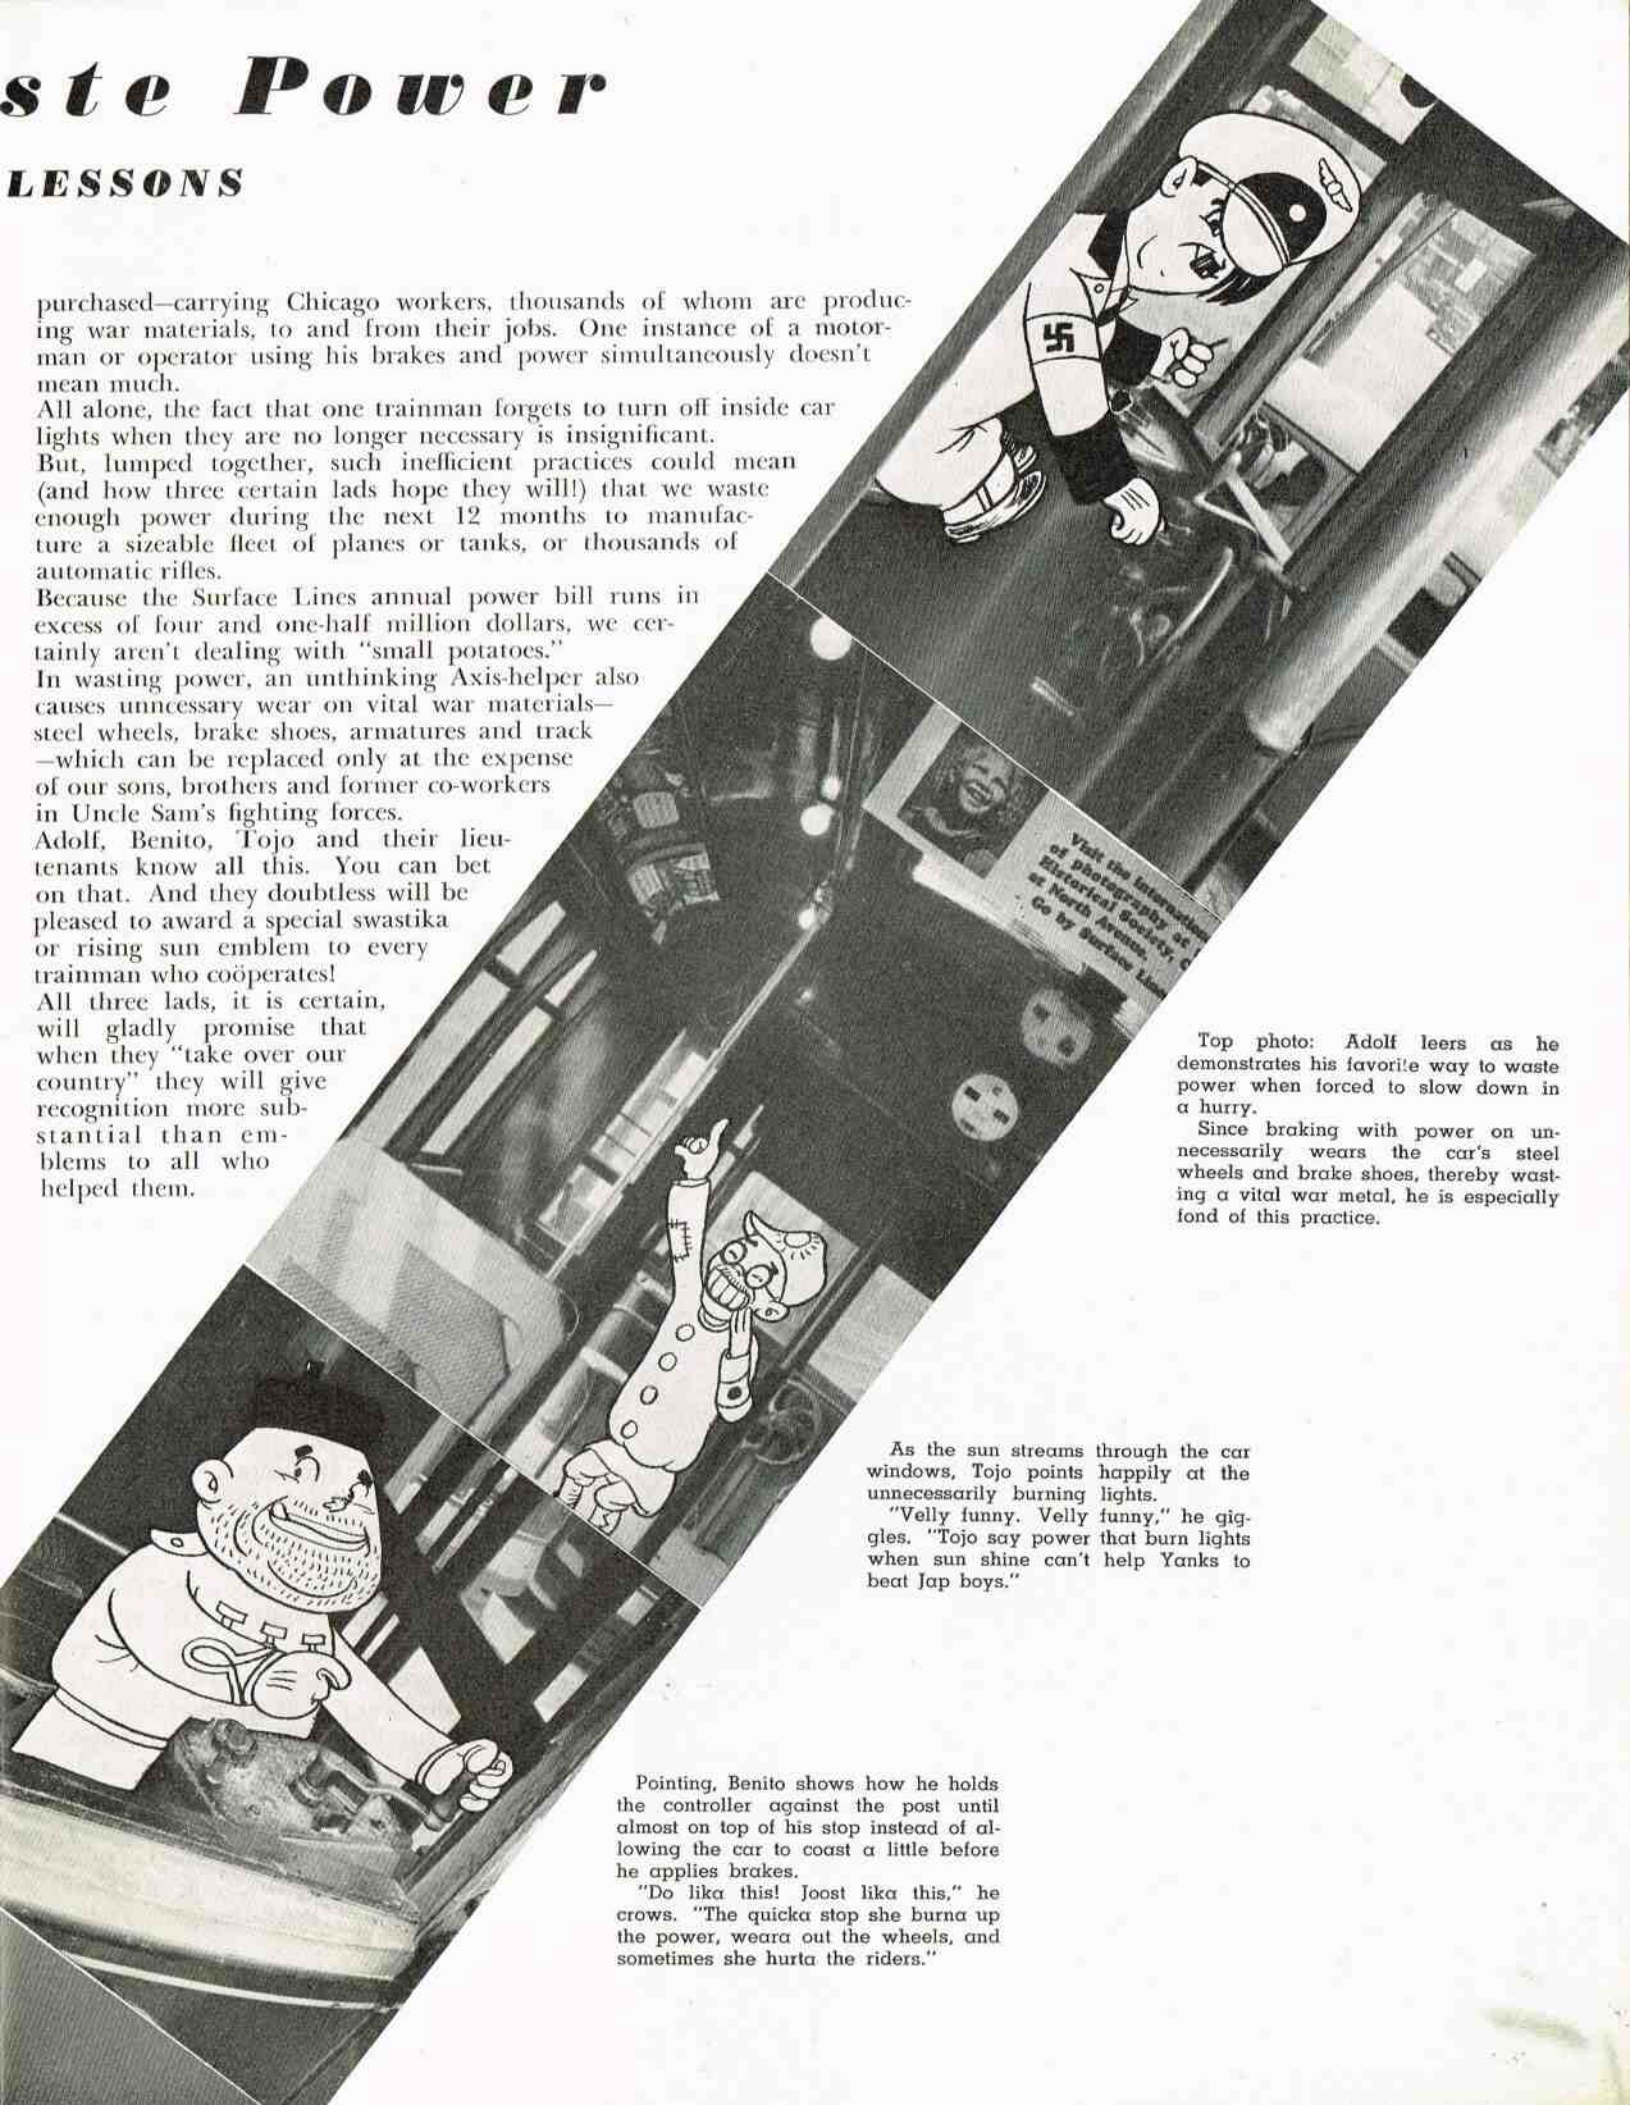 ste Power
LESSONS
purchased—carrying Chicago workers, thousands of whom are produc-
ing war materials, to and from their jobs. One instance of a motor-
man or operator using his brakes and power simultaneously doesn't
mean much.
All alone, the fact that one trainman forgets to turn off inside car
lights when they are no longer necessary is insignificant.
But, lumped together, such inefficient practices could mean
(and how three certain lads hope they will!) that we waste
enough power during the next 12 months to manufac-
ture a sizeable fleet of planes or tanks, or thousands of
automatic rifles.
Because the Surface Lines annual power bill runs in
excess of four and one-half million dollars, we cer-
tainly aren't dealing with "small potatoes."
In wasting power, an unthinking Axis-helper also
causes unncessary wear on vital war materials—
steel wheels, brake shoes, armatures and track
—which can be replaced only at the expense
of our sons, brothers and former co-workers
in Uncle Sam's fighting forces.
Adolf, Benito, Tojo and their lieu-
tenants know all this. You can bet
on that. And they doubtless will be
pleased to award a special swastika
or rising sun emblem to every
trainman who coöperates!
All three lads, it is certain,
will gladly promise that
when they "take over our
country" they will give
recognition more sub-
stantial than em-
blems to all who
helped them.
Visit the Internation
of photography at
Historical Society, C
at North Avenue.
Go by Surface Lines
Top photo: Adolf leers as he
demonstrates his favorite way to waste
power when forced to slow down in
a hurry.
Since braking with power on un-
necessarily wears the car's steel
wheels and brake shoes, thereby wast-
ing a vital war metal, he is especially
fond of this practice.
As the sun streams through the car
windows, Tojo points happily at the
unnecessarily burning lights.
"Velly funny. Velly funny," he gig-
gles. "Tojo say power that burn lights
when sun shine can't help Yanks to
beat Jap boys."
Pointing, Benito shows how he holds
the controller against the post until
almost on top of his stop instead of al-
lowing the car to coast a little before
he applies brakes.
"Do lika this! Joost lika this," he
crows. "The quicka stop she burna up
the power, weara out the wheels, and
sometimes she hurta the riders."